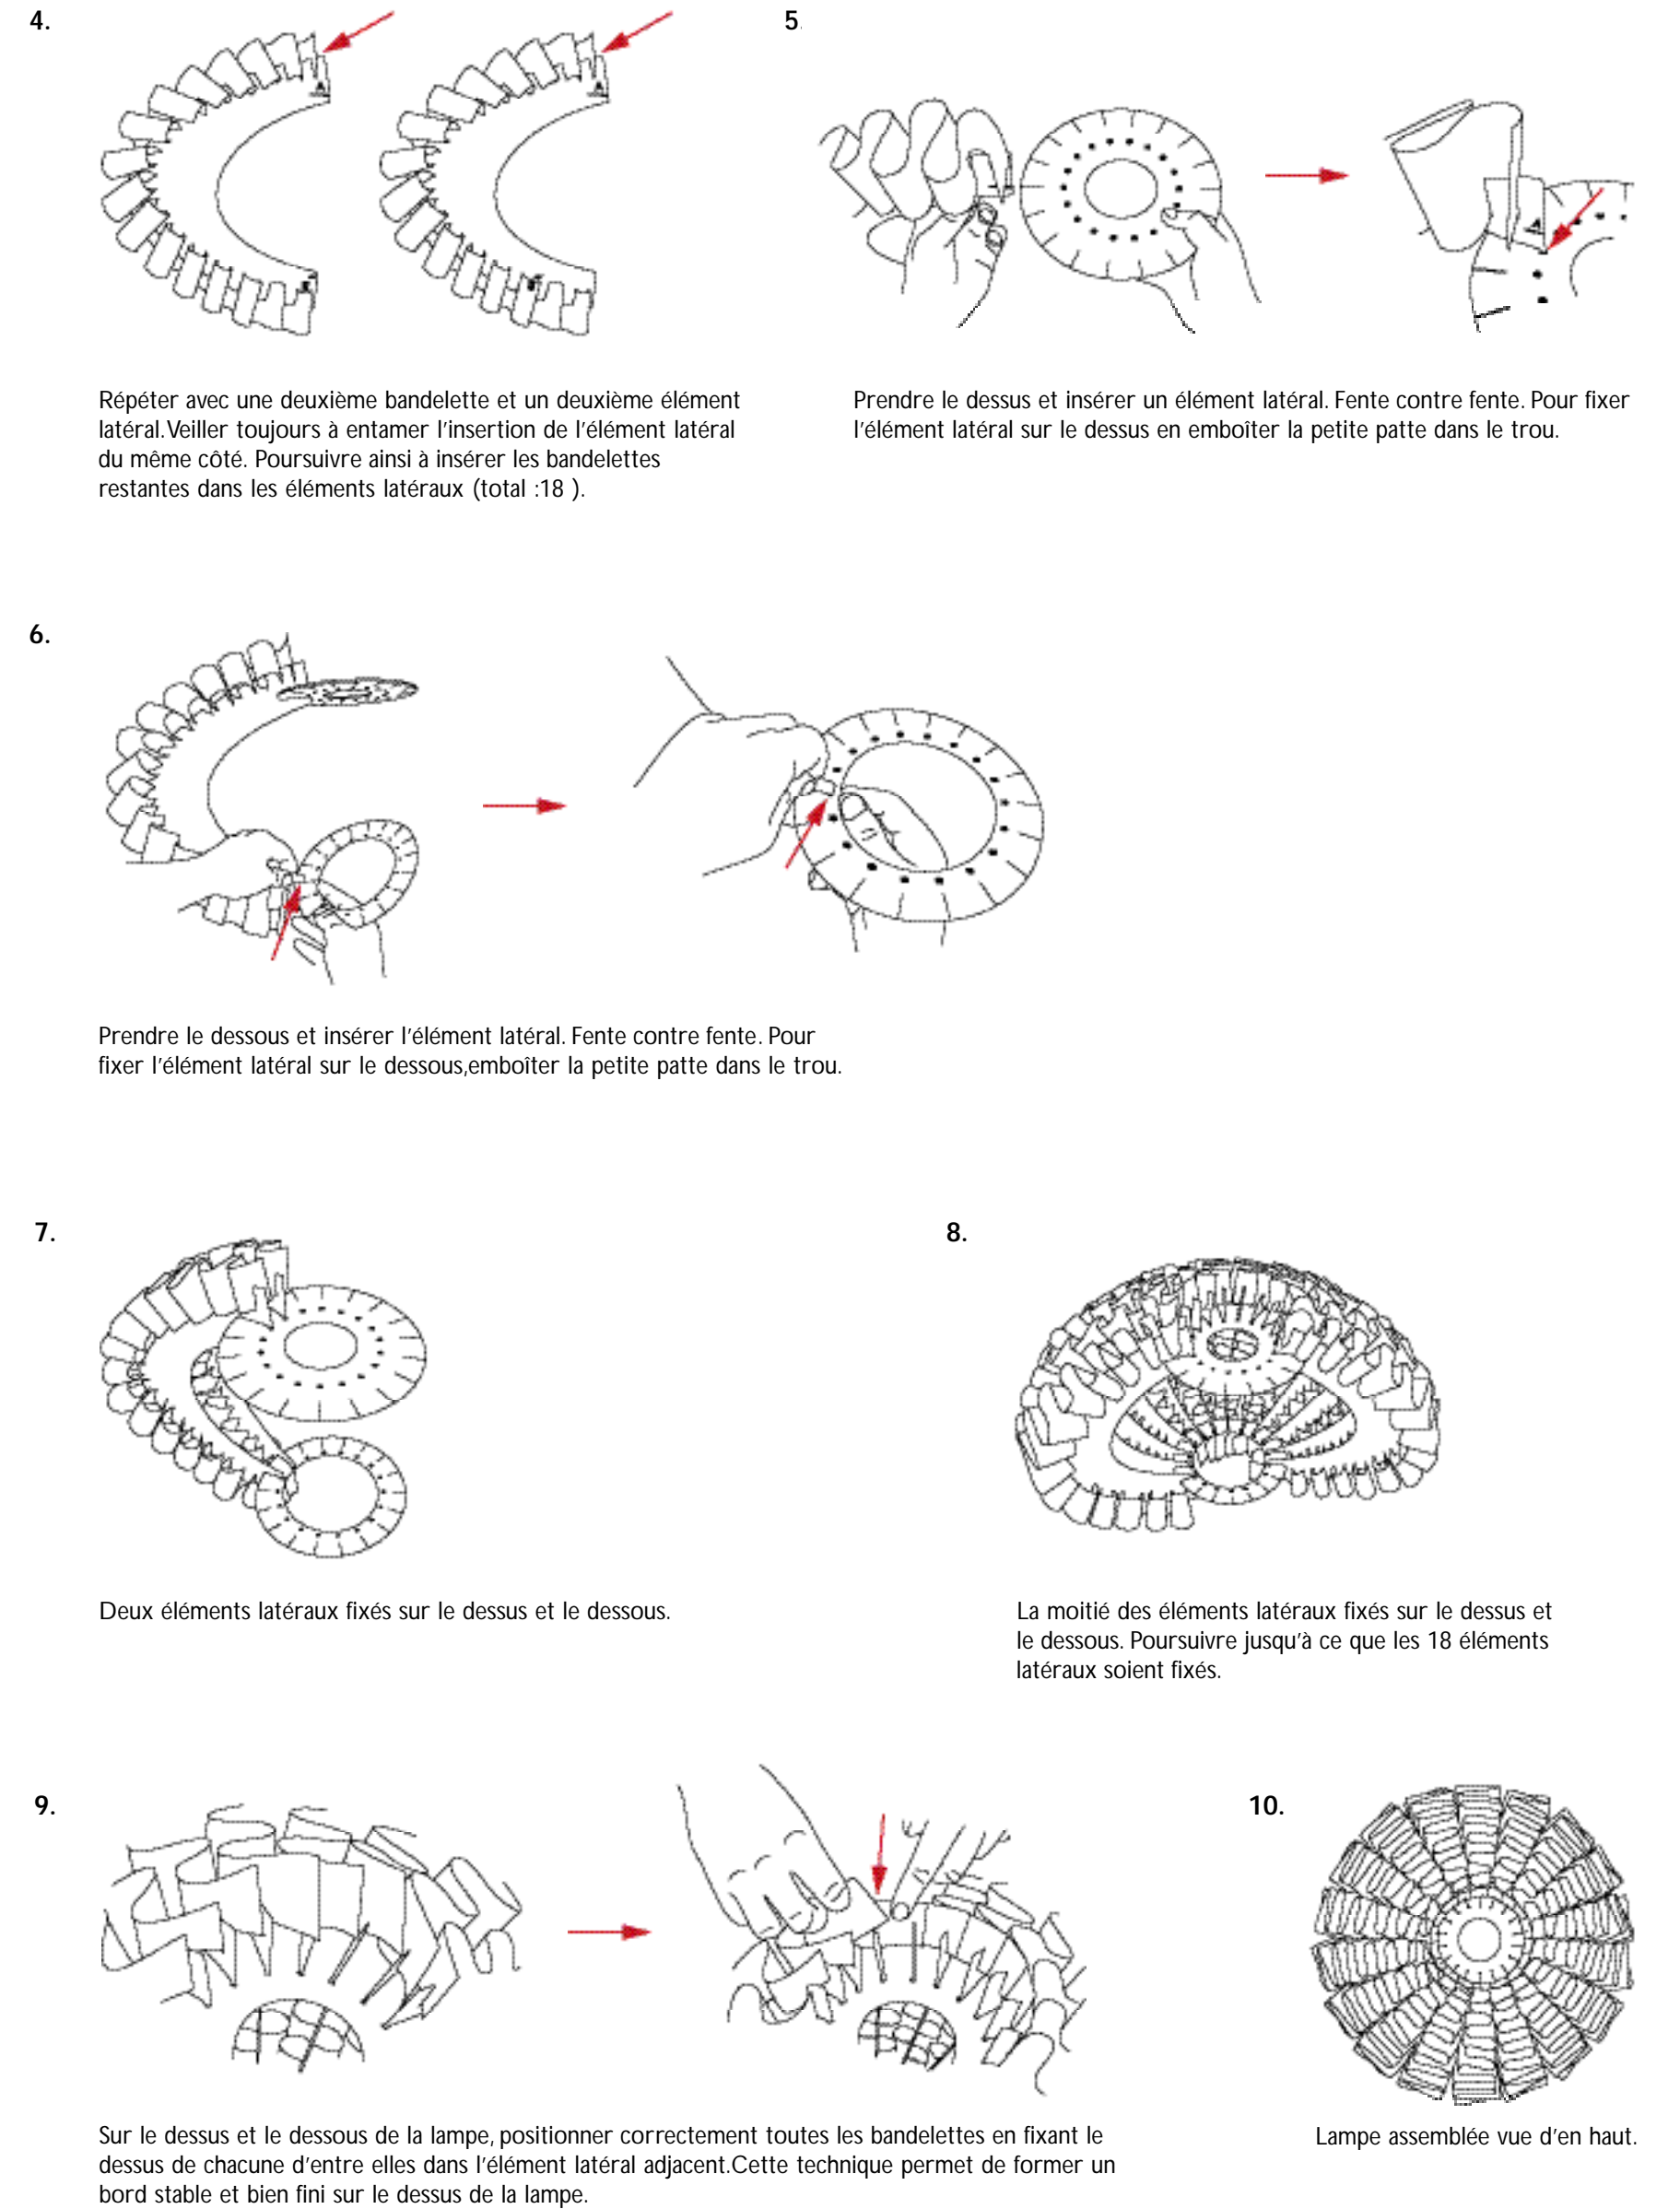 4.
Répéter avec une deuxième bandelette et un deuxième élément
latéral.Veiller toujours à entamer l'insertion de l'élément latéral
du même côté. Poursuivre ainsi à insérer les bandelettes
restantes dans les éléments latéraux (total :18 ).
5.
Prendre le dessus et insérer un élément latéral. Fente contre fente. Pour fixer
l'élément latéral sur le dessus en emboîter la petite patte dans le trou.
6.
Prendre le dessous et insérer l'élément latéral. Fente contre fente. Pour
fixer l'élément latéral sur le dessous,emboîter la petite patte dans le trou.
7.
Deux éléments latéraux fixés sur le dessus et le dessous.
8.
La moitié des éléments latéraux fixés sur le dessus et
le dessous. Poursuivre jusqu'à ce que les 18 éléments
latéraux soient fixés.
9.
Sur le dessus et le dessous de la lampe, positionner correctement toutes les bandelettes en fixant le
dessus de chacune d'entre elles dans l'élément latéral adjacent.Cette technique permet de former un
bord stable et bien fini sur le dessus de la lampe.
10.
Lampe assemblée vue d'en haut.